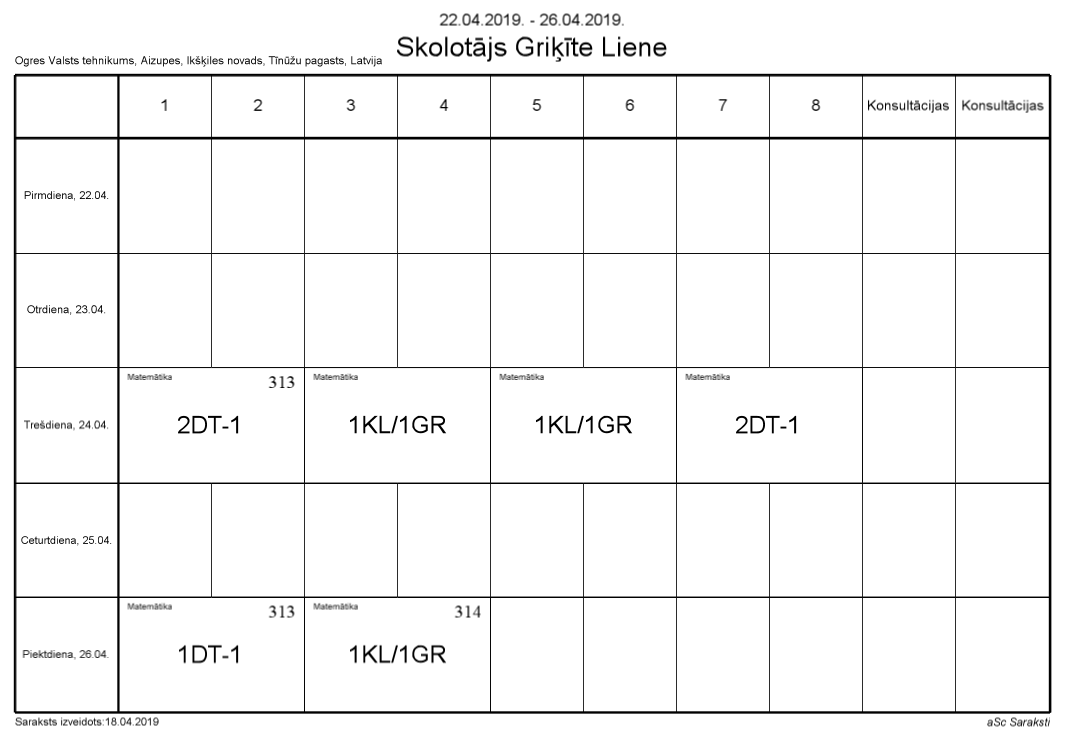 22.04.2019. - 26.04.2019.
Skolotājs Griķīte Liene
Ogres Valsts tehnikums, Aizupes, Ikšķiles novads, Tīnūžu pagasts, Latvija
1 2 3 4 5 6 7 8 Konsultācijas Konsultācijas
Pirmdiena, 22.04.
Otrdiena, 23.04.
Matemātika 313 Matemātika Matemātika Matemātika
Trešdiena, 24.04. 2DT-1 1KL/1GR 1KL/1GR 2DT-1
Ceturtdiena, 25.04.
Matemātika 313 Matemātika 314
Piektdiena, 26.04. 1DT-1 1KL/1GR
Saraksts izveidots:18.04.2019 aSc Saraksti